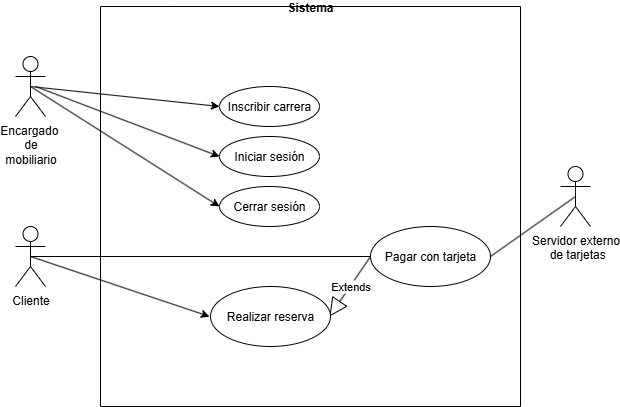 Sistema
Inscribir carrera
Encargado
de
mobiliario
Iniciar sesión
Cerrar sesión
Servidor externo
de tarjetas
Pagar con tarjeta
Extends
Cliente
Realizar reserva